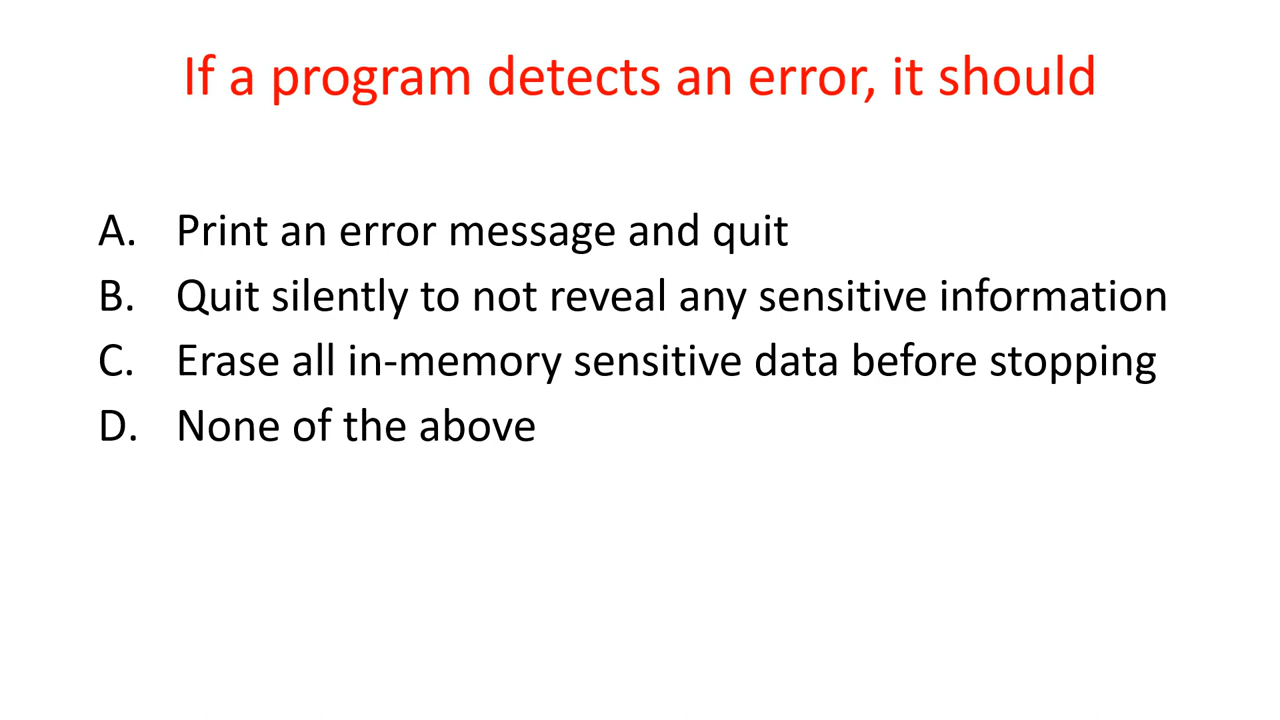 If a program detects an error, it should
A. Print an error message and quit
B. Quit silently to not reveal any sensitive information
C. Erase all in-memory sensitive data before stopping
D. None of the above